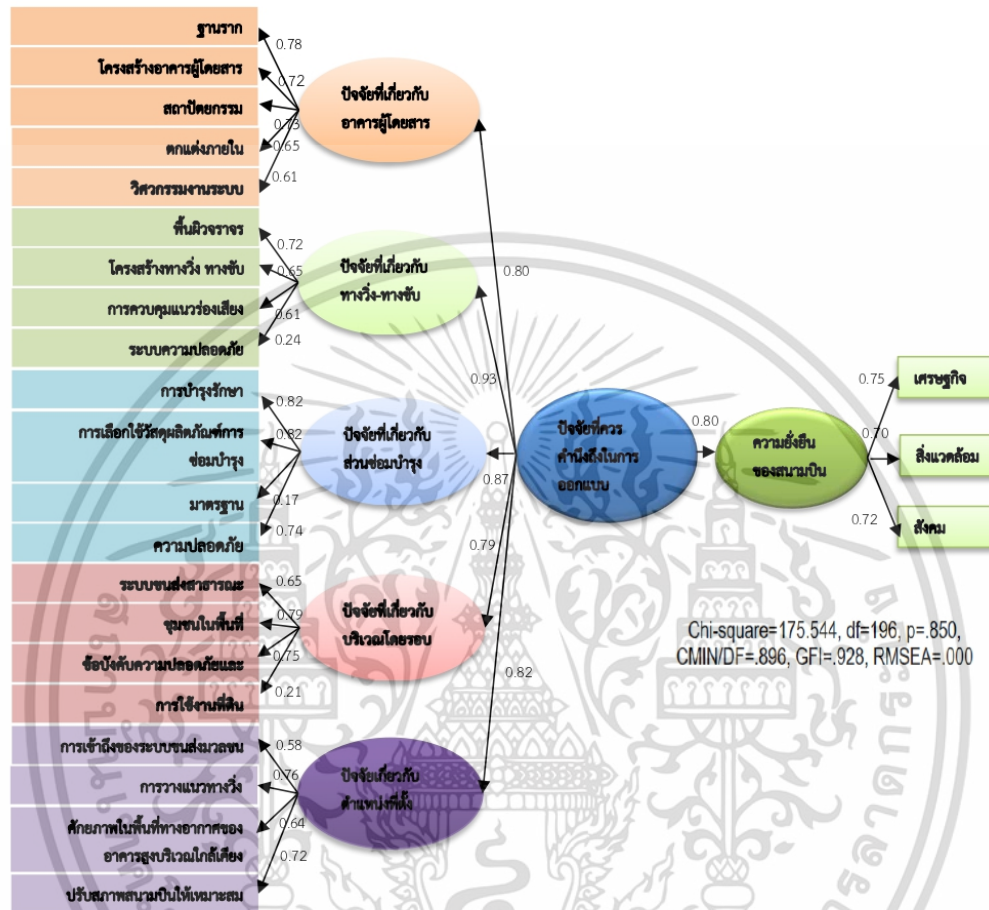 ฐานราก
โครงสร้างอาคารผู้โดยสาร
สถาปัตยกรรม
ตกแต่งภายใน
วิศวกรรมงานระบบ
0.78
0.72
0.73
0.65
0.61
ปัจจัยที่เกี่ยวกับ
อาคารผู้โดยสาร
พื้นผิวจราจร
โครงสร้างทางวิ่ง ทางขับ
การควบคุมแนวร่องเสียง
ระบบความปลอดภัย
0.72
0.65
0.61
0.24
ปัจจัยที่เกี่ยวกับ
ทางวิ่ง-ทางขับ
การบำรุงรักษา
การเลือกใช้วัสดุผลิตภัณฑ์การ
ซ่อมบำรุง
มาตรฐาน
ความปลอดภัย
0.82
0.82
0.17
0.74
ปัจจัยที่เกี่ยวกับ
ส่วนซ่อมบำรุง
ระบบขนส่งสาธารณะ
ชุมชนในพื้นที่
ข้อบังคับความปลอดภัยและ
การใช้งานที่ดิน
0.65
0.79
0.75
0.21
ปัจจัยที่เกี่ยวกับ
บริเวณโดยรอบ
การเข้าถึงของระบบขนส่งมวลชน
การวางแนวทางวิ่ง
ศักยภาพในพื้นที่ทางอากาศของ
อาคารสูงบริเวณใกล้เคียง
ปรับสภาพสนามบินให้เหมาะสม
0.58
0.76
0.64
0.72
ปัจจัยเกี่ยวกับ
ตำแหน่งที่ตั้ง
0.80
0.93
0.87
0.79
0.82
ปัจจัยที่ควร
คำนึงถึงในการ
ออกแบบ
0.80
ความยั่งยืน
ของสนามบิน
0.75
0.70
0.72
เศรษฐกิจ
สิ่งแวดล้อม
สังคม
Chi-square=175.544, df=196, p=.850,
CMIN/DF=.896, GFI=.928, RMSEA=.000